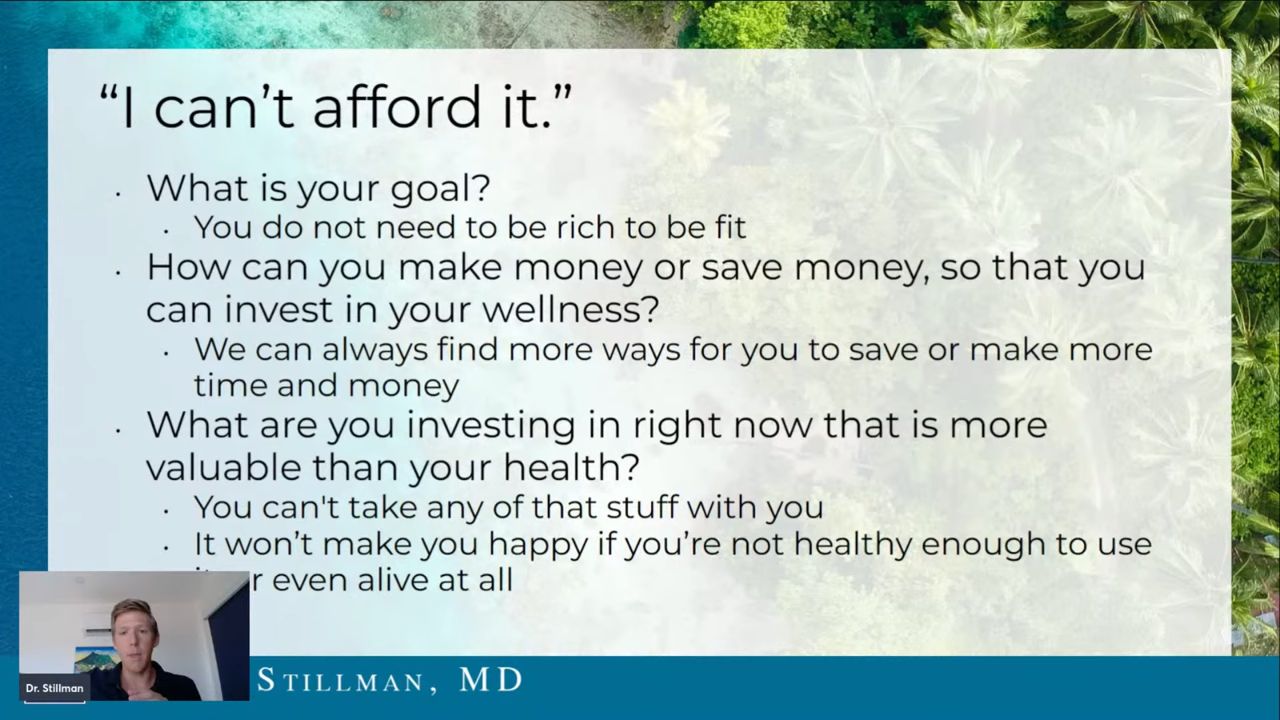 “I can’t afford it.”
· What is your goal?
· You do not need to be rich to be fit
· How can you make money or save money, so that you
can invest in your wellness?
· We can always find more ways for you to save or make more
time and money
· What are you investing in right now that is more
valuable than your health?
· You can't take any of that stuff with you
· It won’t make you happy if you’re not healthy enough to use
even alive at all
Dr. Stillman
STILLMAN, MD